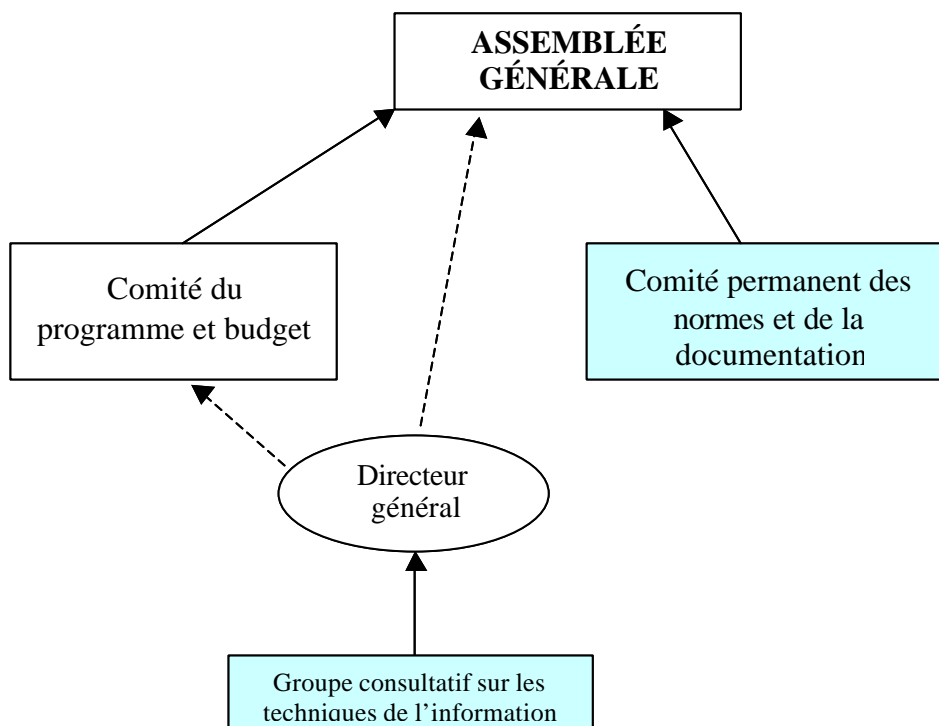 ASSEMBLÉE
GÉNÉRALE
Comité du
programme et budget
Comité permanent des
normes et de la
documentation
Directeur
général
Groupe consultatif sur les
techniques de l’information